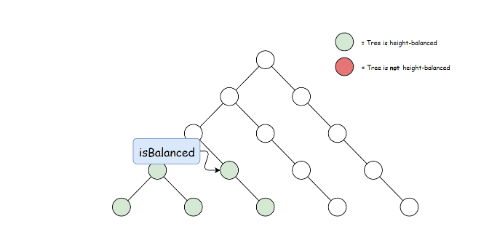 = Tree is height-balanced
= Tree is not height-balanced
isBalanced